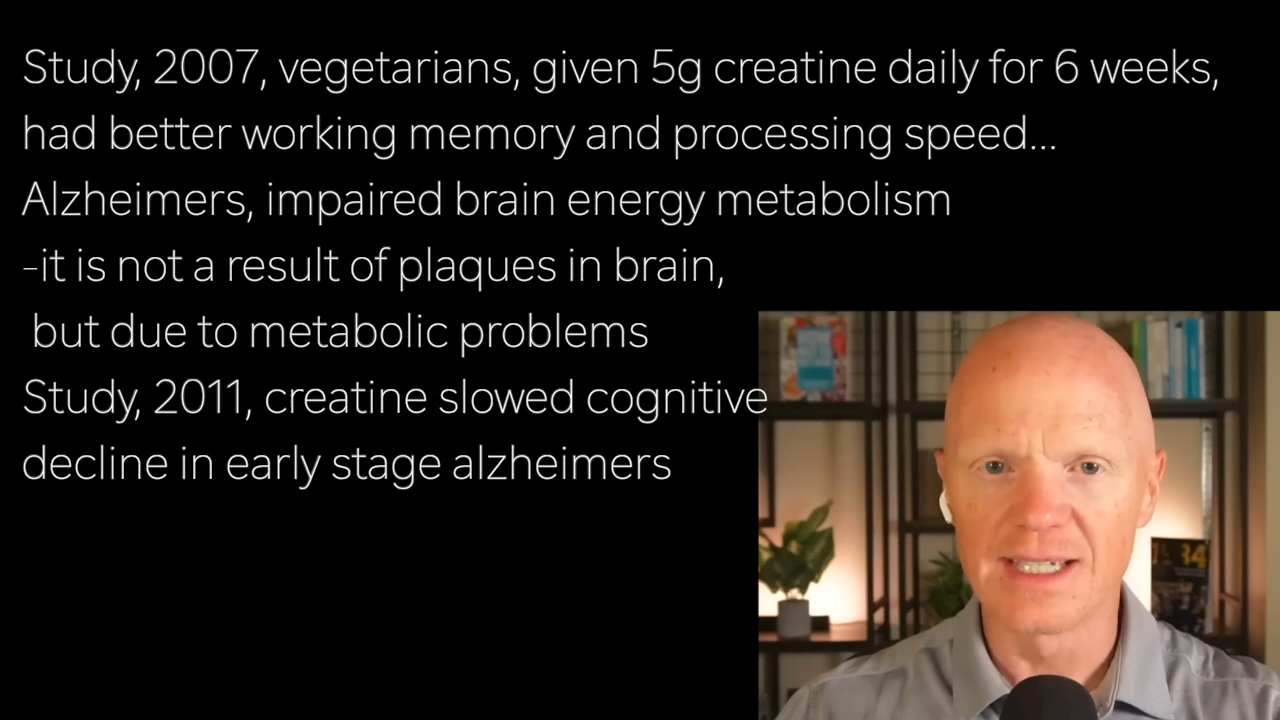 Study, 2007, vegetarians, given 5g creatine daily for 6 weeks,
had better working memory and processing speed...
Alzheimers, impaired brain energy metabolism
-it is not a result of plaques in brain,
but due to metabolic problems
Study, 2011, creatine slowed cognitive
decline in early stage alzheimers